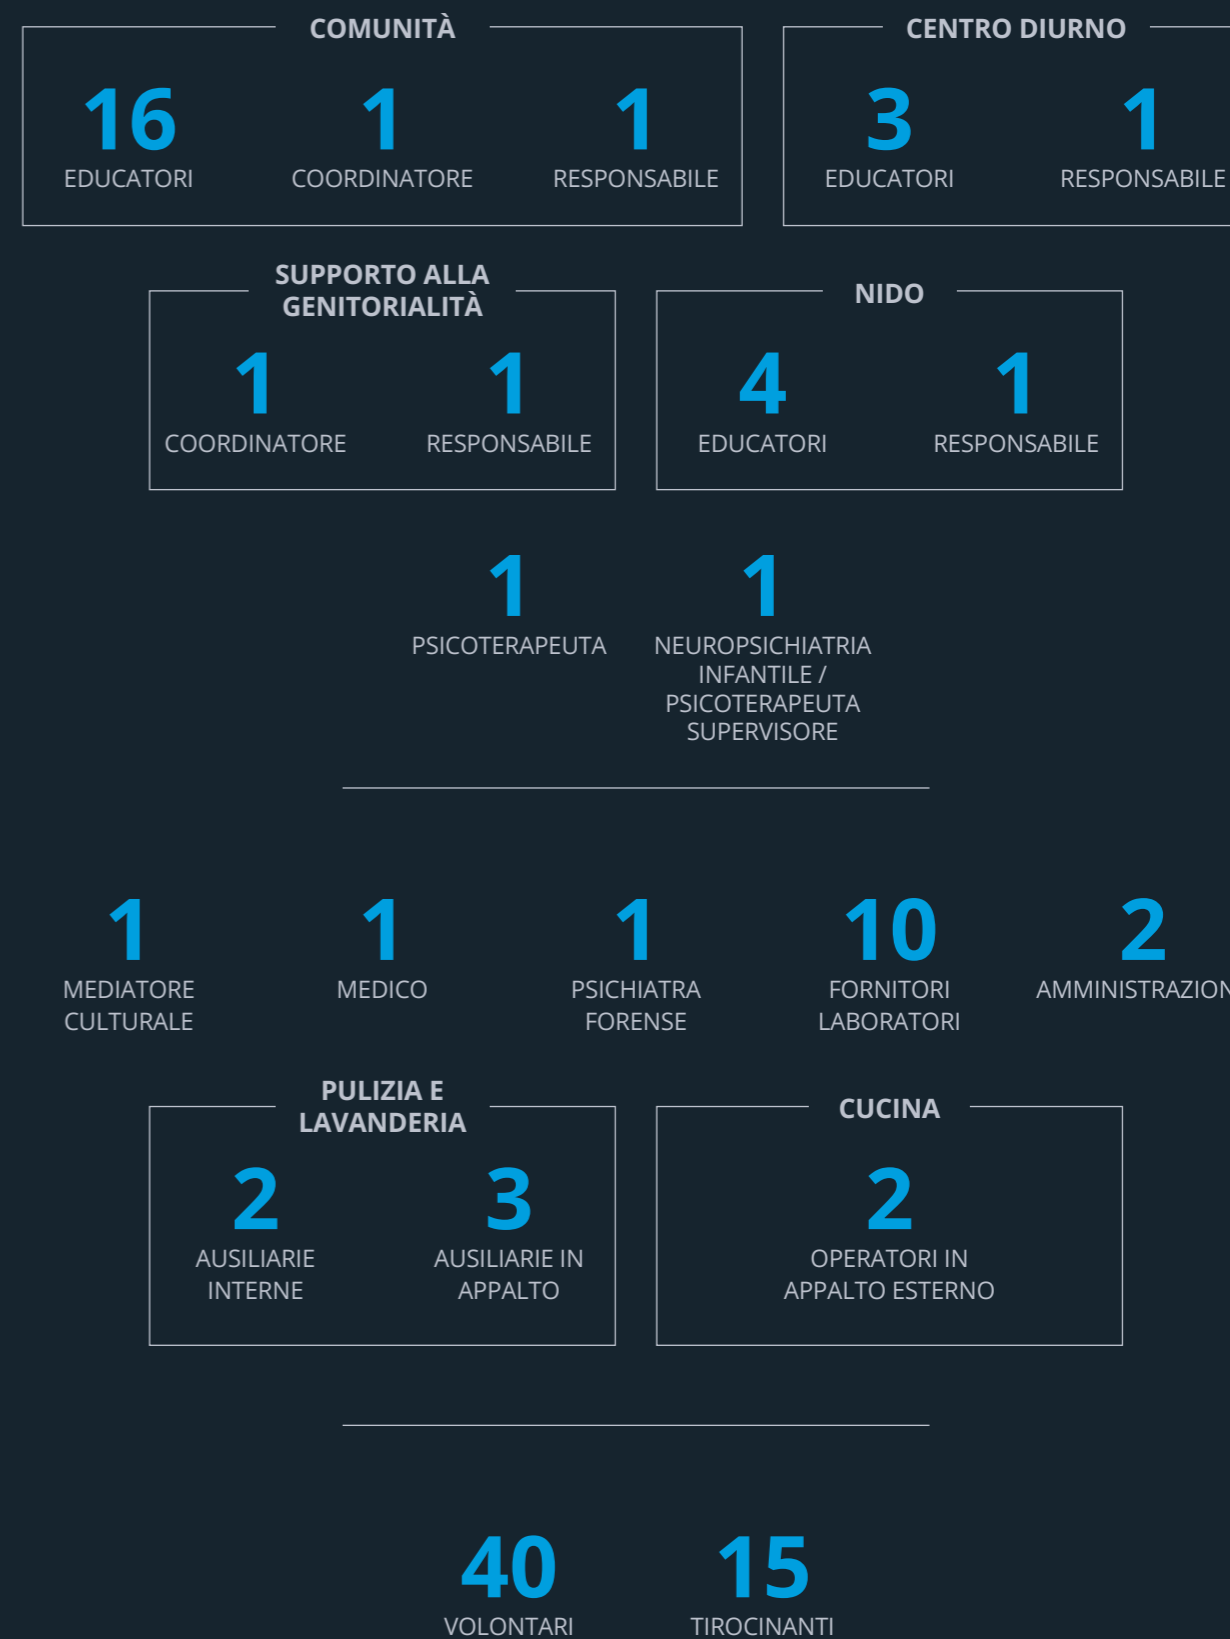 COMUNITÀ
16 1 1
EDUCATORI COORDINATORE RESPONSABILE
CENTRO DIURNO
3 1
EDUCATORI RESPONSABILE
SUPPORTO ALLA
GENITORIALITÀ
1 1
COORDINATORE RESPONSABILE
NIDO
4 1
EDUCATORI RESPONSABILE
1
PSICOTERAPEUTA
1
NEUROPSICHIATRIA
INFANTILE /
PSICOTERAPEUTA
SUPERVISORE
1
MEDIATORE
CULTURALE
1
MEDICO
1
PSICHIATRA
FORENSE
10
FORNITORI
LABORATORI
2
AMMINISTRAZION
PULIZIA E
LAVANDERIA
2
AUSILIARIE
INTERNE
3
AUSILIARIE IN
APPALTO
CUCINA
2
OPERATORI IN
APPALTO ESTERNO
40
VOLONTARI
15
TIROCINANTI